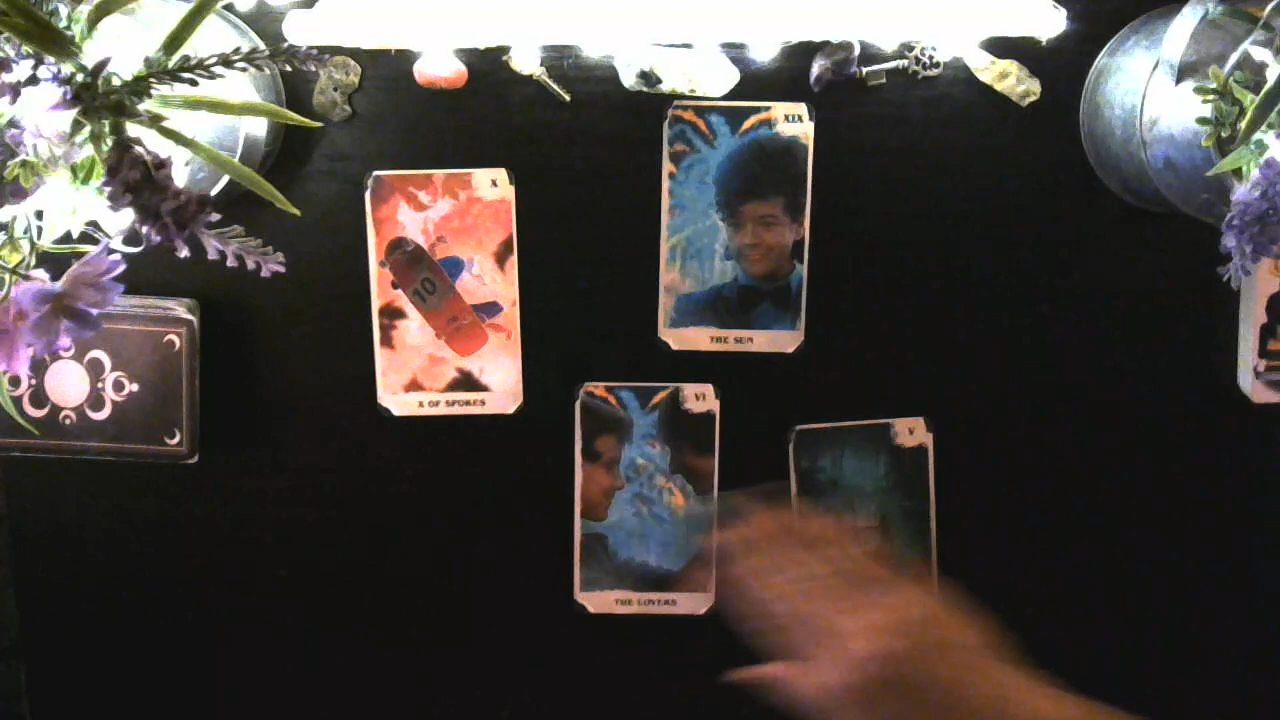 X
10
X OF SPOKES
XIX
THE SUN
VI
THE LOVERS
V